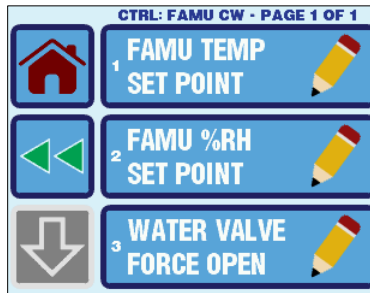 CTRL: FAMU CW - PAGE 1 OF 1
1 FAMU TEMP
SET POINT
2 FAMU %RH
SET POINT
3 WATER VALVE
FORCE OPEN